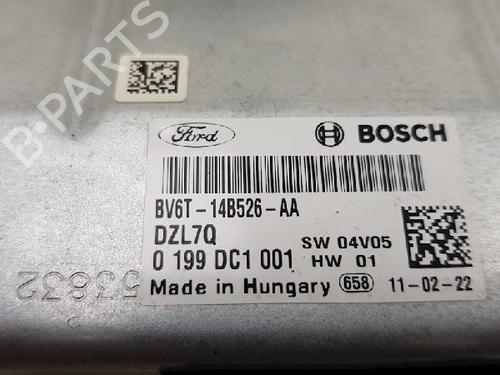 B-PARTS
Ford
BOSCH
BV6T-14B526-AA
DZL7Q
SW 04V05
0 199 DC1 001
HW 01
Made in Hungary
658
11-02-22
53832